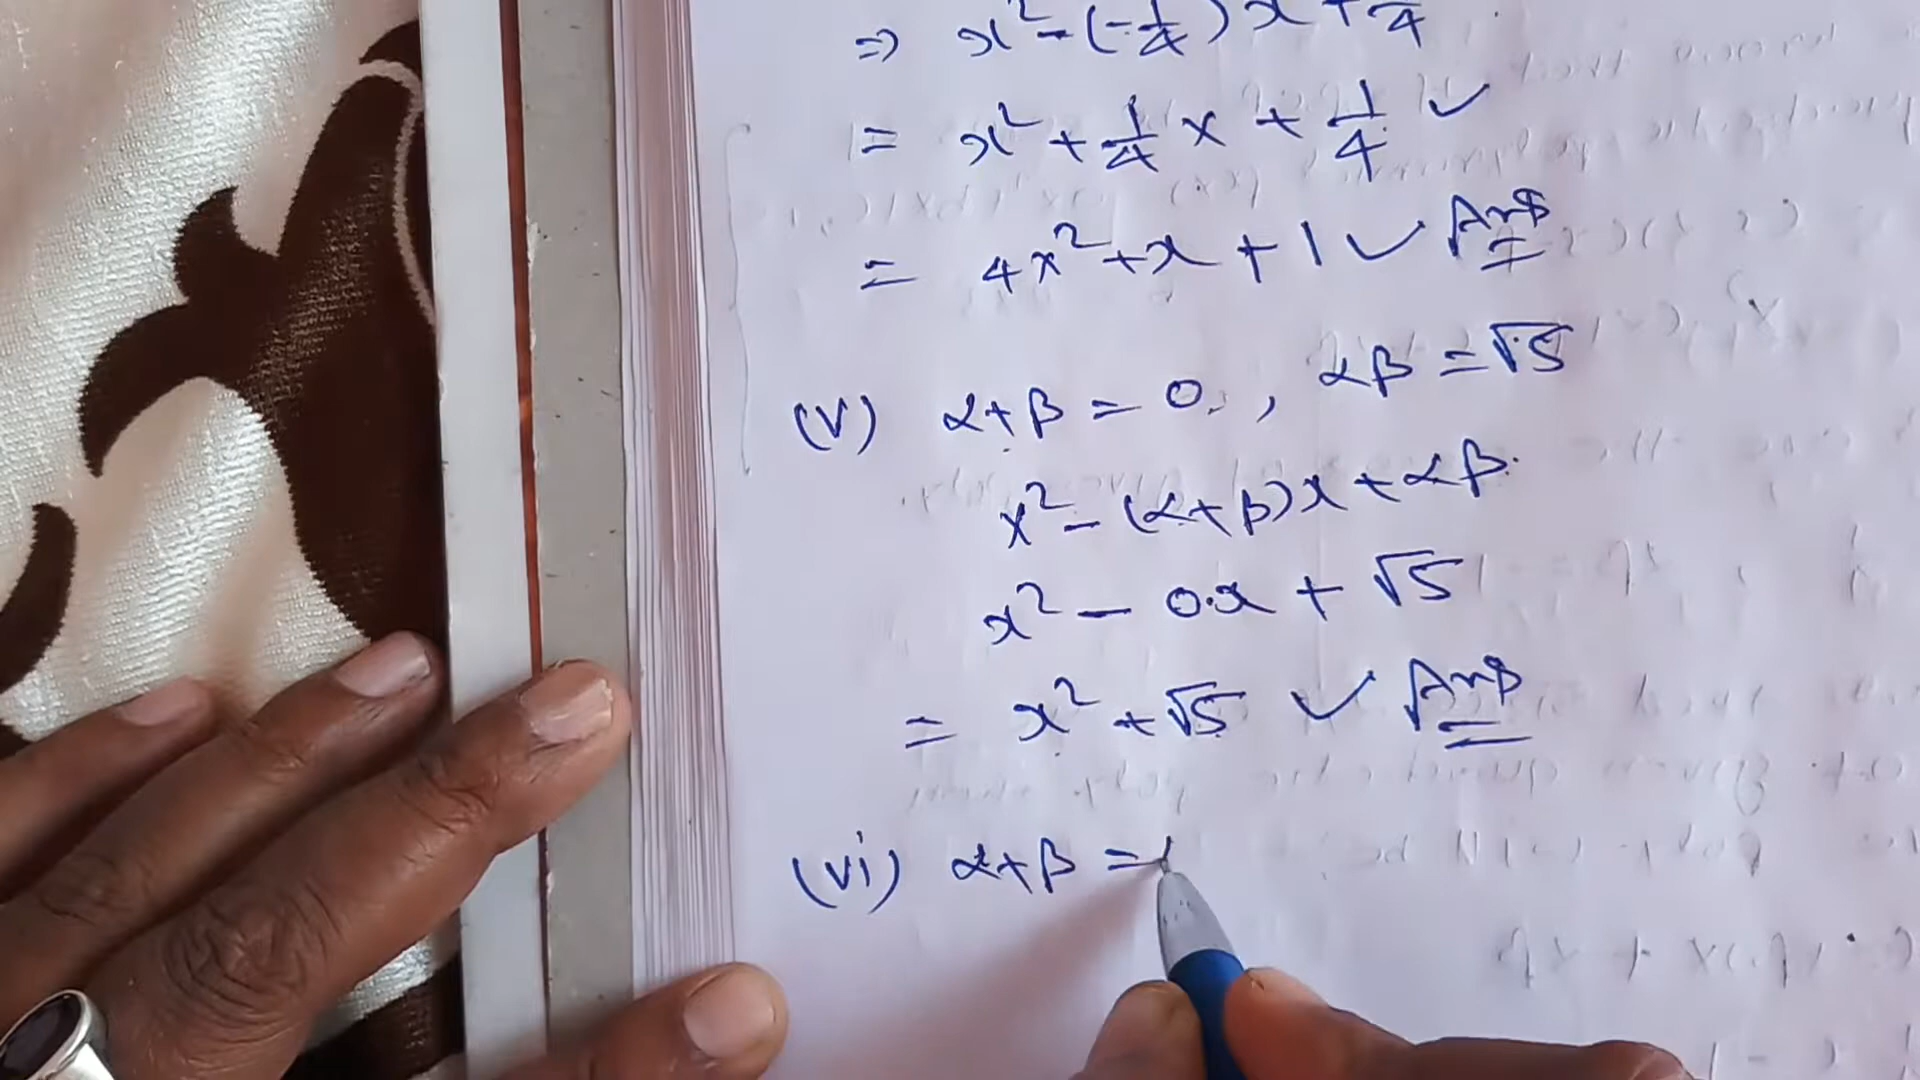 ⇒ x² - (-1/4) x + 1/4
= x² + 1/4 x + 1/4 ✓
= 4x² + x + 1 ✓ Ans
(v) α+β = 0, αβ = √5
x² - (α+β)x + αβ
x² - 0.x + √5
= x² + √5 ✓ Ans
(vi) α+β =